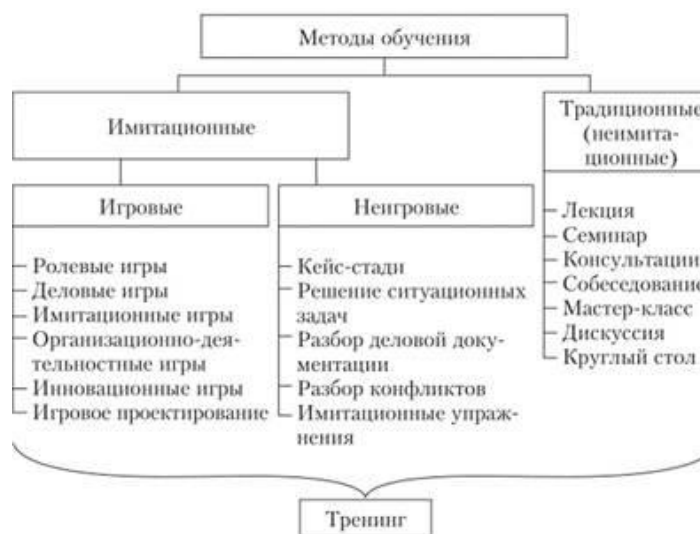 Методы обучения
Имитационные
Традиционные
(неимита-
ционные)
Игровые
Неигровые
Ролевые игры
Деловые игры
Имитационные игры
Организационно-дея-
тельностные игры
Инновационные игры
Игровое проектирование
Кейс-стади
Решение ситуационных
задач
Разбор деловой доку-
ментации
Разбор конфликтов
Имитационные упраж-
нения
Лекция
Семинар
Консультации
Собеседование
Мастер-класс
Дискуссия
Круглый стол
Тренинг